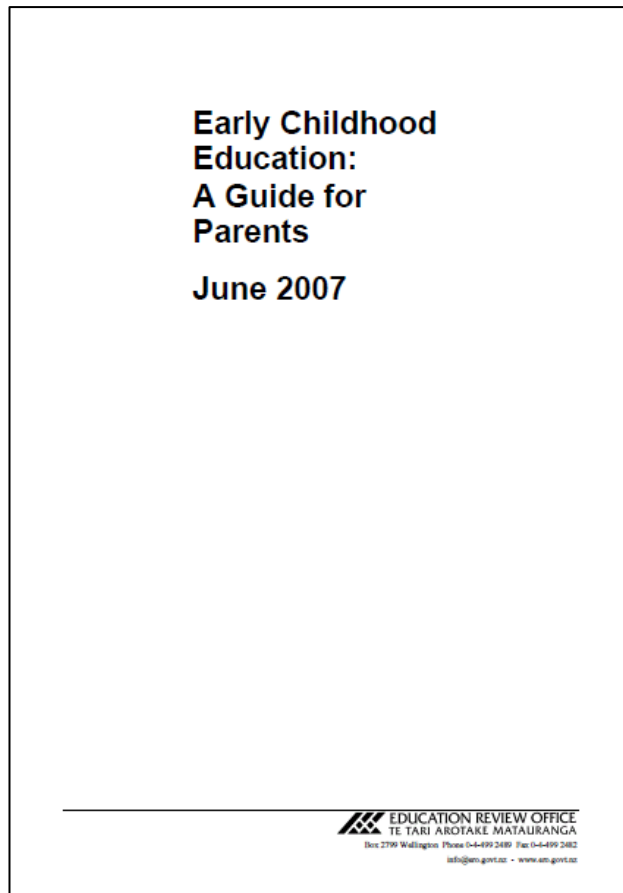 Early Childhood
Education:
A Guide for
Parents
June 2007
EDUCATION REVIEW OFFICE
TE TARI AROTAKE MATAURANGA
Box 2799 Wellington Phone 0-4-499 2489 Fax 0-4-499 2482
info@ero.govt.nz - www.ero.govt.nz